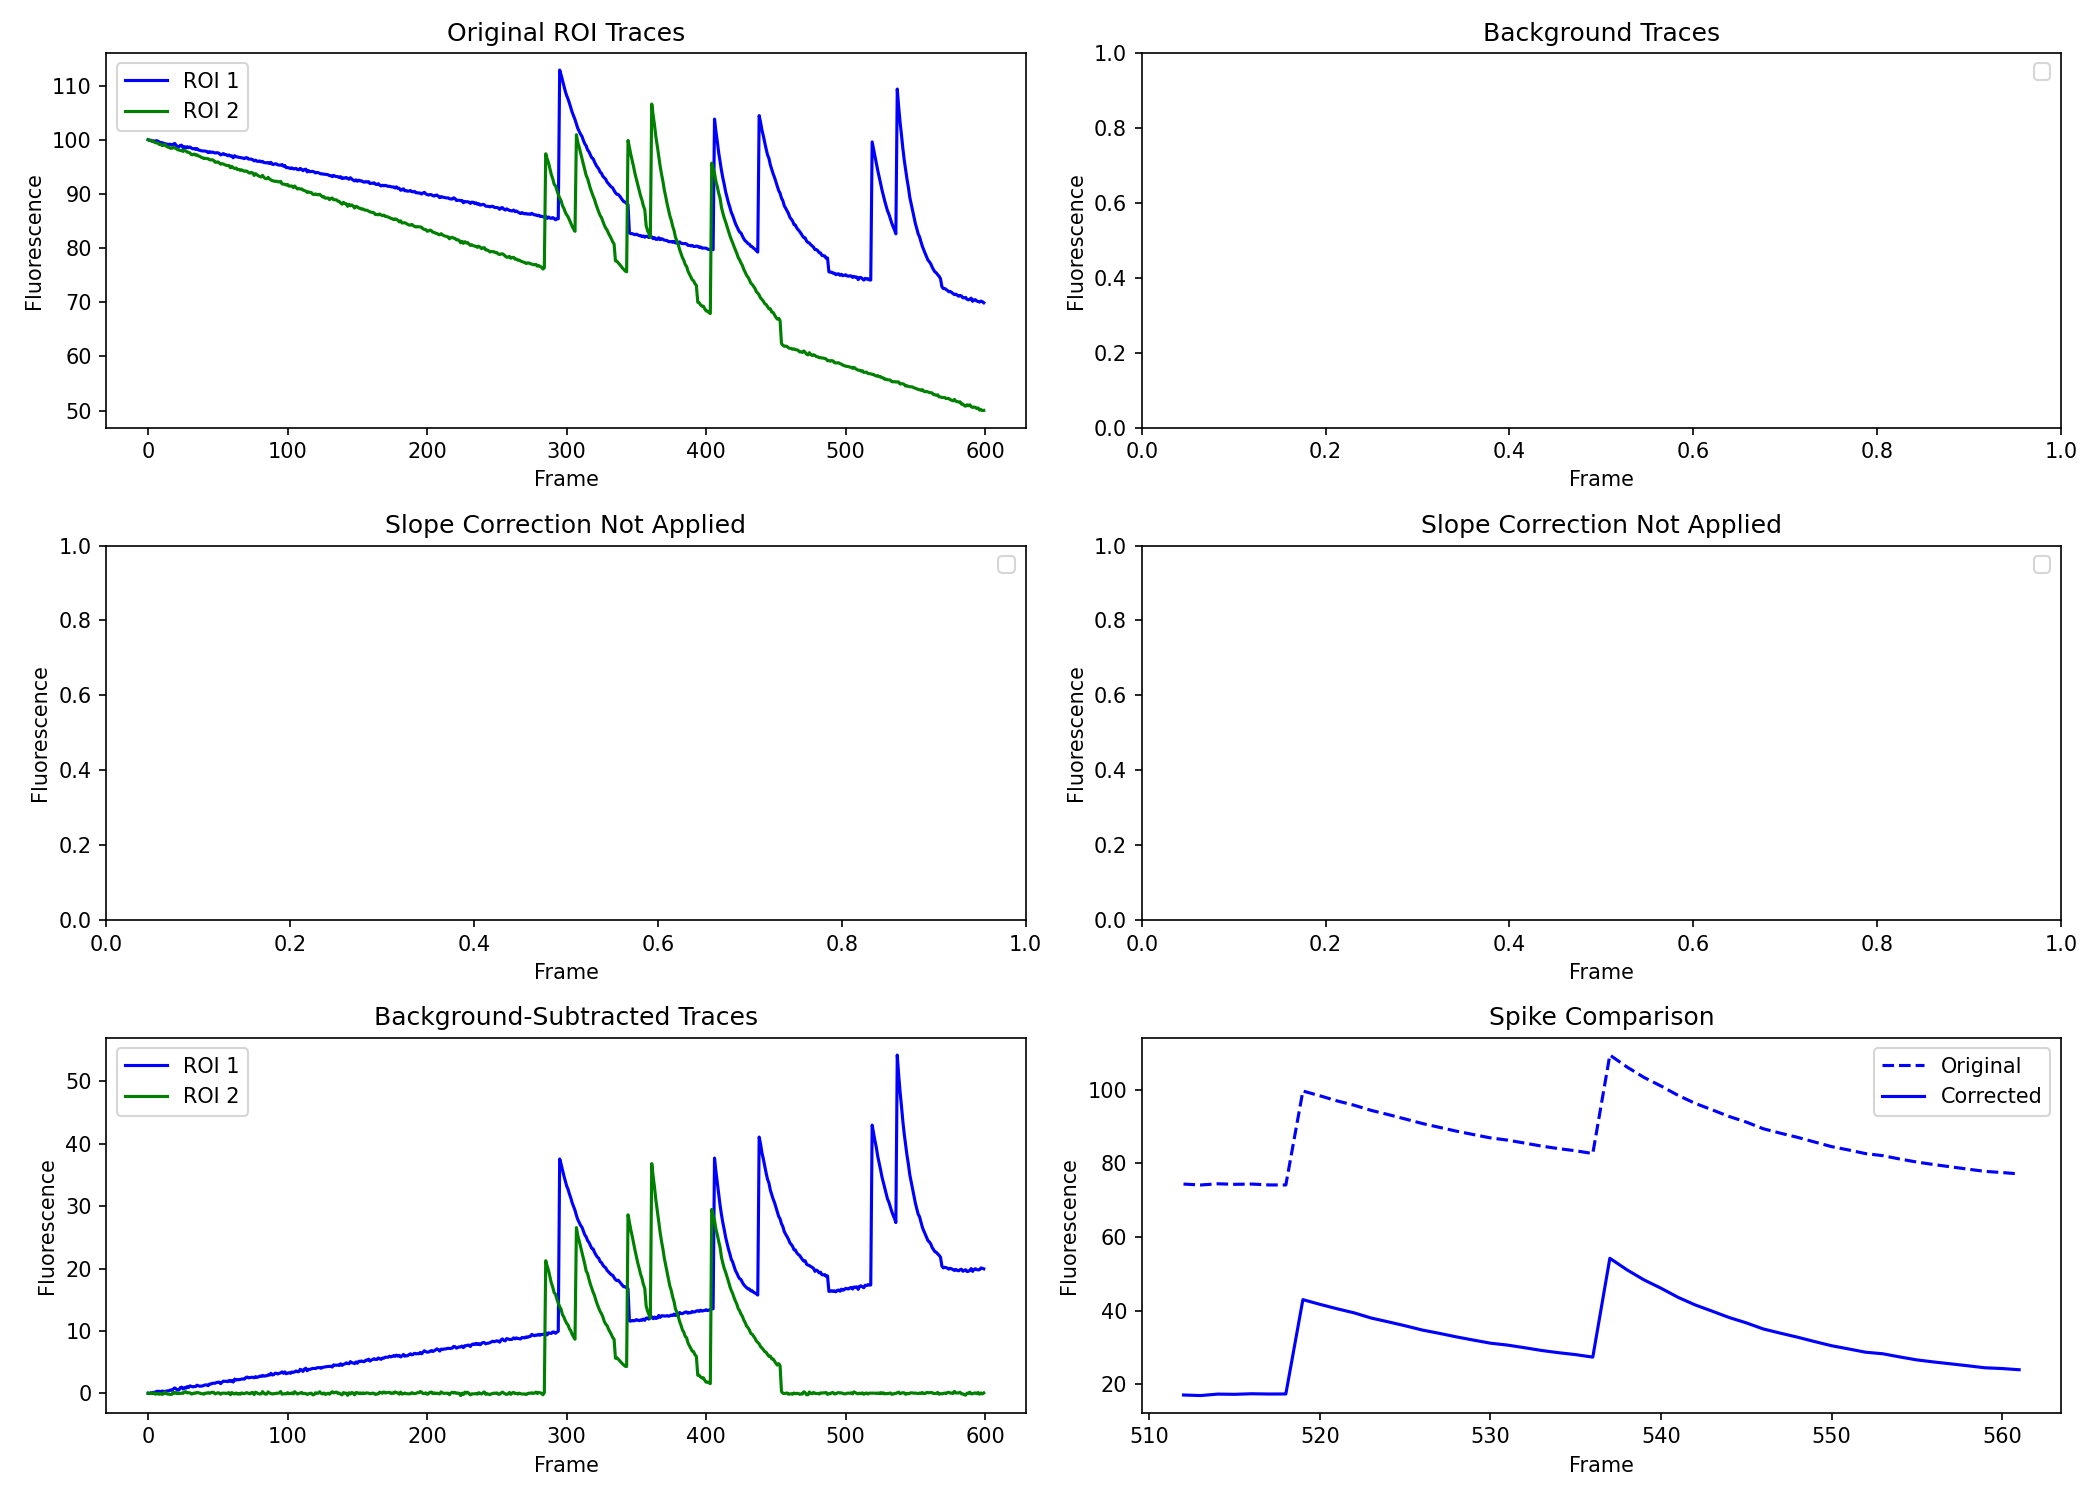 Original ROI Traces
ROI 1
ROI 2
110
100
90
80
70
60
50
0 100 200 300 400 500 600
Fluorescence
Frame
Background Traces
1.0
0.8
0.6
0.4
0.2
0.0
0.0 0.2 0.4 0.6 0.8 1.0
Fluorescence
Frame
Slope Correction Not Applied
1.0
0.8
0.6
0.4
0.2
0.0
0.0 0.2 0.4 0.6 0.8 1.0
Fluorescence
Frame
Slope Correction Not Applied
1.0
0.8
0.6
0.4
0.2
0.0
0.0 0.2 0.4 0.6 0.8 1.0
Fluorescence
Frame
Background-Subtracted Traces
ROI 1
ROI 2
50
40
30
20
10
0
0 100 200 300 400 500 600
Fluorescence
Frame
Spike Comparison
Original
Corrected
100
80
60
40
20
510 520 530 540 550 560
Fluorescence
Frame